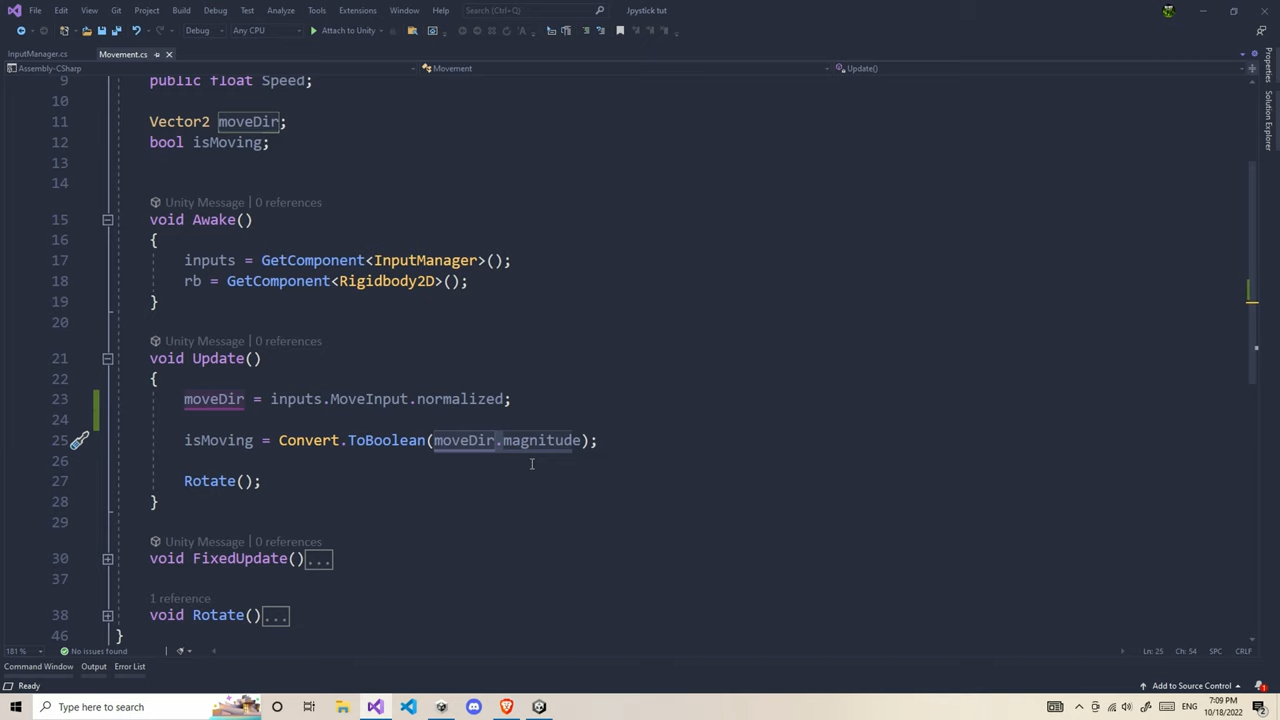 File Edit View Git Project Build Debug Test Analyze Tools Extensions Window Help Search (Ctrl+Q) Jpystick tut
Debug Any CPU Attach to Unity
InputManager.cs Movement.cs
Assembly-CSharp Movement Update()
9 public float Speed;
10
11 Vector2 moveDir;
12 bool isMoving;
13
14
Unity Message | 0 references
15 void Awake()
16 {
17 inputs = GetComponent<InputManager>();
18 rb = GetComponent<Rigidbody2D>();
19 }
20
Unity Message | 0 references
21 void Update()
22 {
23 moveDir = inputs.MoveInput.normalized;
24
25 isMoving = Convert.ToBoolean(moveDir.magnitude);
26
27 Rotate();
28 }
29
Unity Message | 0 references
30 void FixedUpdate()...
37
1 reference
38 void Rotate()...
46 }
Properties
Solution Explorer
181 % No issues found Ln: 25 Ch: 54 SPC CRLF
Command Window Output Error List
Ready Add to Source Control 1
Type here to search ENG 7:09 PM
10/18/2022 2